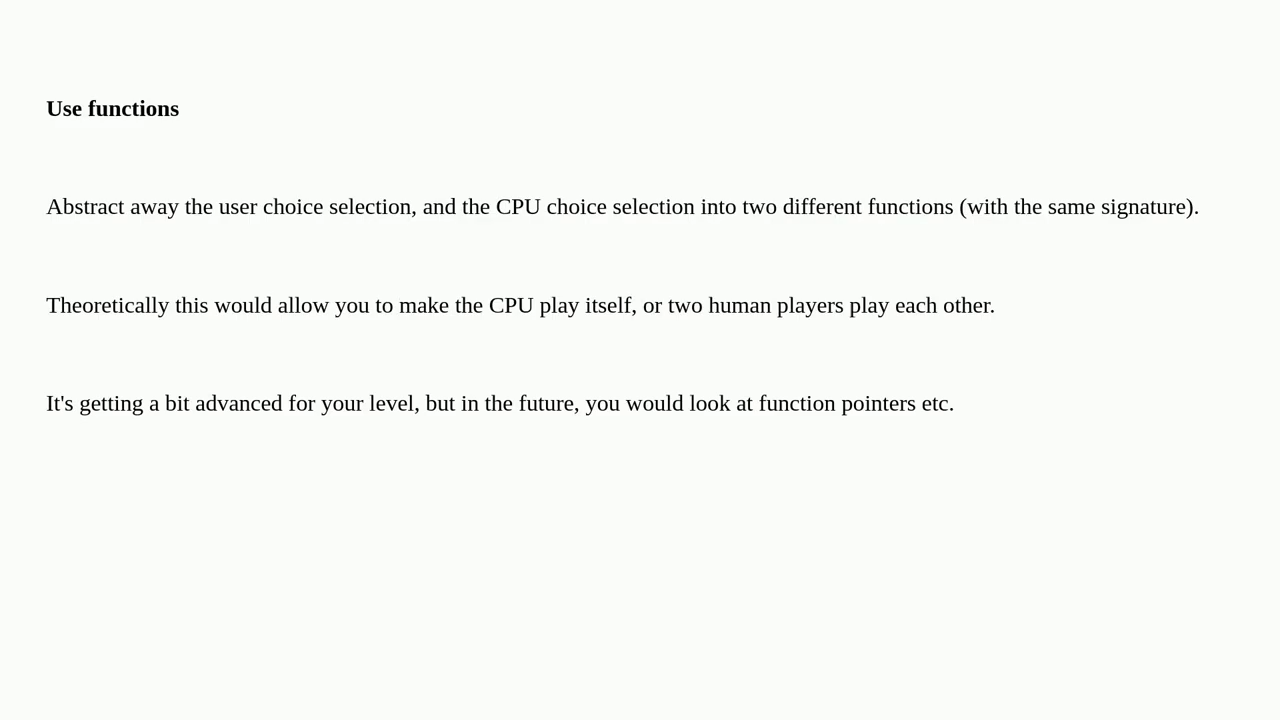 Use functions
Abstract away the user choice selection, and the CPU choice selection into two different functions (with the same signature).
Theoretically this would allow you to make the CPU play itself, or two human players play each other.
It's getting a bit advanced for your level, but in the future, you would look at function pointers etc.